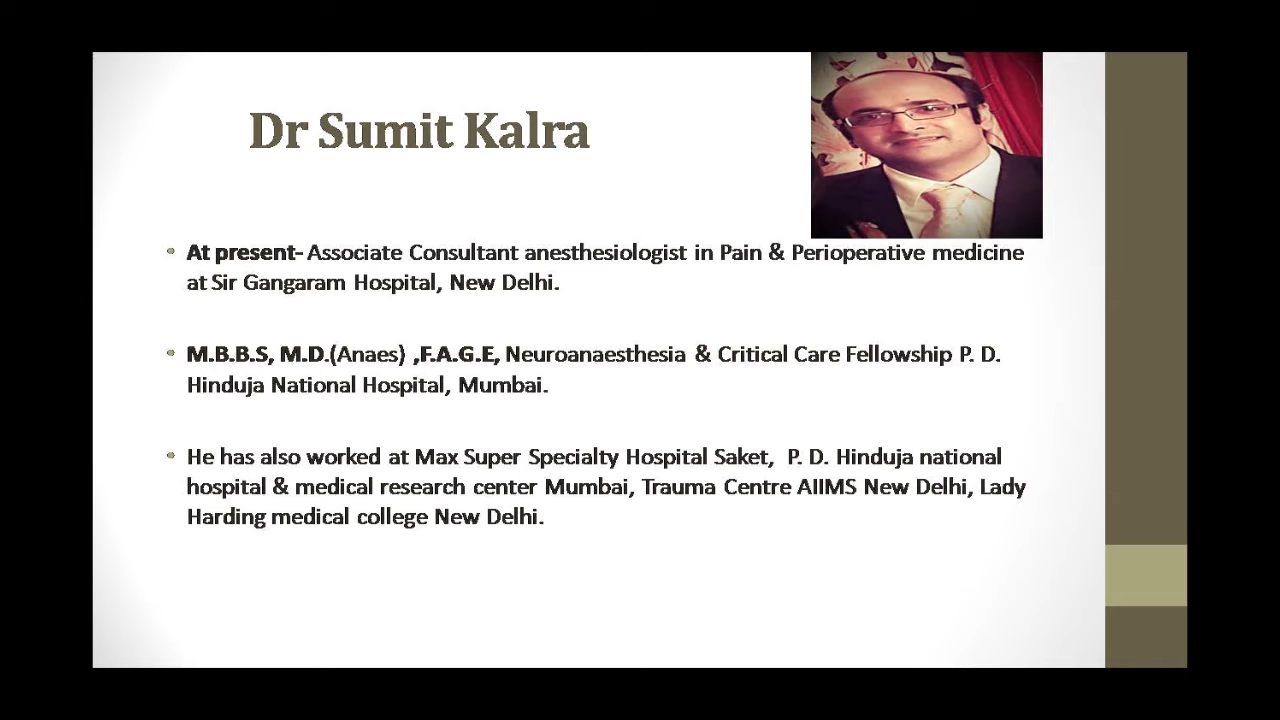 Dr Sumit Kalra
• At present- Associate Consultant anesthesiologist in Pain & Perioperative medicine
at Sir Gangaram Hospital, New Delhi.
• M.B.B.S, M.D.(Anaes) ,F.A.G.E, Neuroanaesthesia & Critical Care Fellowship P. D.
Hinduja National Hospital, Mumbai.
• He has also worked at Max Super Specialty Hospital Saket, P. D. Hinduja national
hospital & medical research center Mumbai, Trauma Centre AIIMS New Delhi, Lady
Harding medical college New Delhi.